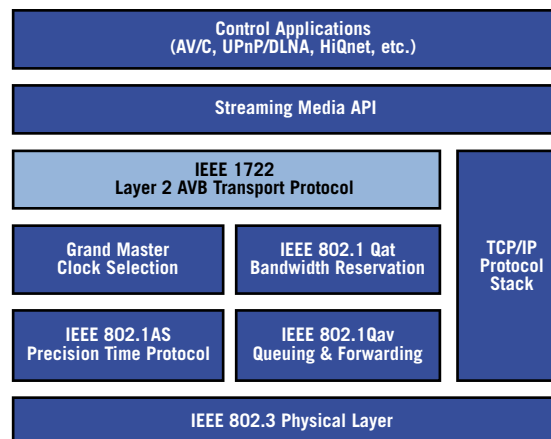 Control Applications
(AV/C, UPnP/DLNA, HiQnet, etc.)
Streaming Media API
IEEE 1722
Layer 2 AVB Transport Protocol
Grand Master
Clock Selection
IEEE 802.1 Qat
Bandwidth Reservation
TCP/IP
Protocol
Stack
IEEE 802.1AS
Precision Time Protocol
IEEE 802.1Qav
Queuing & Forwarding
IEEE 802.3 Physical Layer